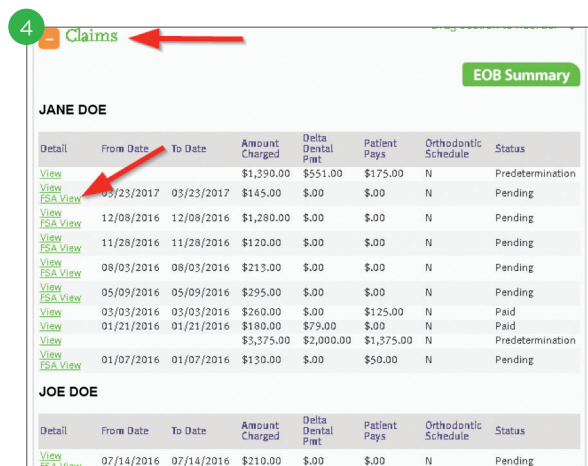 4
Claims
EOB Summary
JANE DOE
Detail From Date To Date Amount Charged Delta Dental Pmt Patient Pays Orthodontic Schedule Status
View $1,390.00 $551.00 $175.00 N Predetermination
View FSA View 03/23/2017 03/23/2017 $145.00 $.00 $.00 N Pending
View FSA View 12/08/2016 12/08/2016 $1,280.00 $.00 $.00 N Pending
View FSA View 11/28/2016 11/28/2016 $120.00 $.00 $.00 N Pending
View FSA View 08/03/2016 08/03/2016 $213.00 $.00 $.00 N Pending
View FSA View 05/09/2016 05/09/2016 $295.00 $.00 $.00 N Pending
View 03/03/2016 03/03/2016 $260.00 $.00 $125.00 N Paid
View 01/21/2016 01/21/2016 $180.00 $79.00 $.00 N Paid
View $3,375.00 $2,000.00 $1,375.00 N Predetermination
View FSA View 01/07/2016 01/07/2016 $130.00 $.00 $50.00 N Pending
JOE DOE
Detail From Date To Date Amount Charged Delta Dental Pmt Patient Pays Orthodontic Schedule Status
View FSA View 07/14/2016 07/14/2016 $210.00 $.00 $.00 N Pending